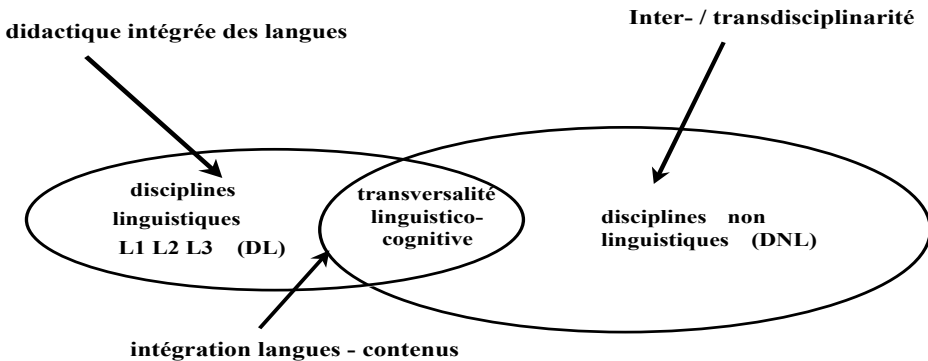 Inter- / transdisciplinarité
didactique intégrée des langues
disciplines
linguistiques
L1 L2 L3 (DL)
transversalité
linguistico-
cognitive
disciplines non
linguistiques (DNL)
intégration langues - contenus